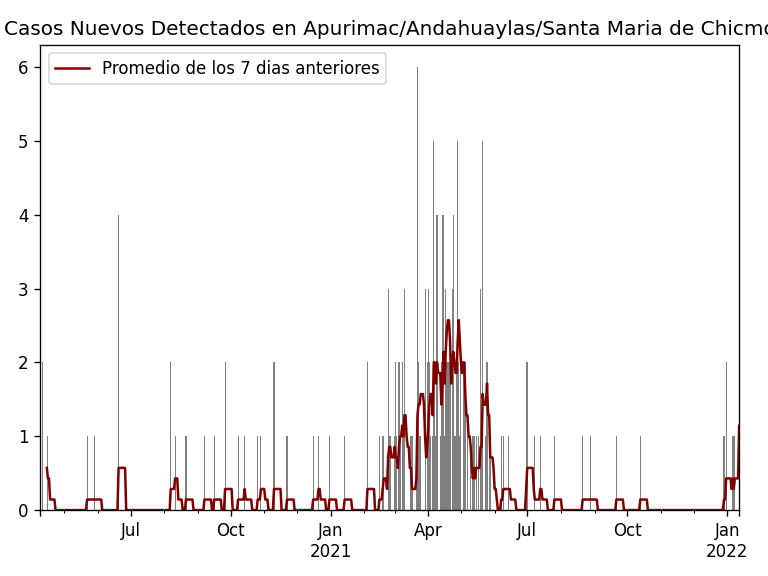 Casos Nuevos Detectados en Apurimac/Andahuaylas/Santa Maria de Chicmo
Promedio de los 7 dias anteriores
6
5
4
3
2
1
0
Jul Oct Jan Apr Jul Oct Jan
2021 2022